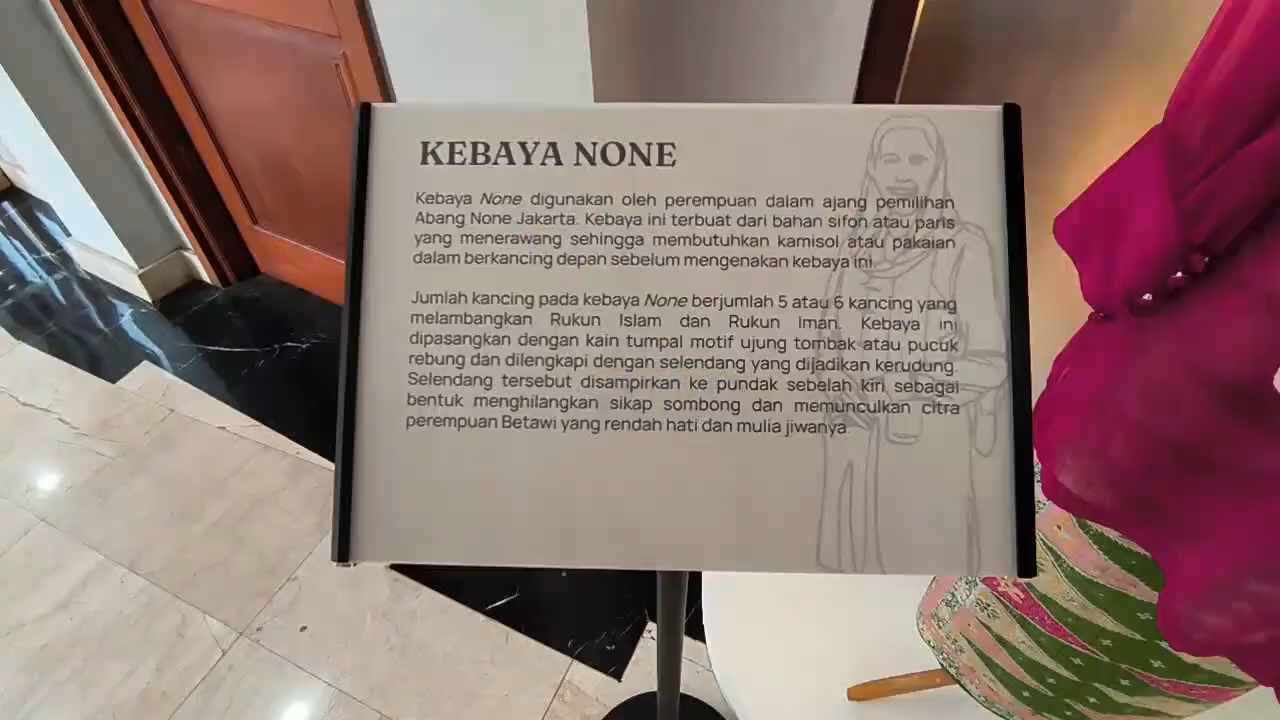 KEBAYA NONE
Kebaya None digunakan oleh perempuan dalam ajang pemilihan
Abang None Jakarta. Kebaya ini terbuat dari bahan sifon atau paris
yang menerawang sehingga membutuhkan kamisol atau pakaian
dalam berkancing depan sebelum mengenakan kebaya ini.
Jumlah kancing pada kebaya None berjumlah 5 atau 6 kancing yang
melambangkan Rukun Islam dan Rukun Iman. Kebaya ini
dipasangkan dengan kain tumpal motif ujung tombak atau pucuk
rebung dan dilengkapi dengan selendang yang dijadikan kerudung.
Selendang tersebut disampirkan ke pundak sebelah kiri sebagai
bentuk menghilangkan sikap sombong dan memunculkan citra
perempuan Betawi yang rendah hati dan mulia jiwanya.